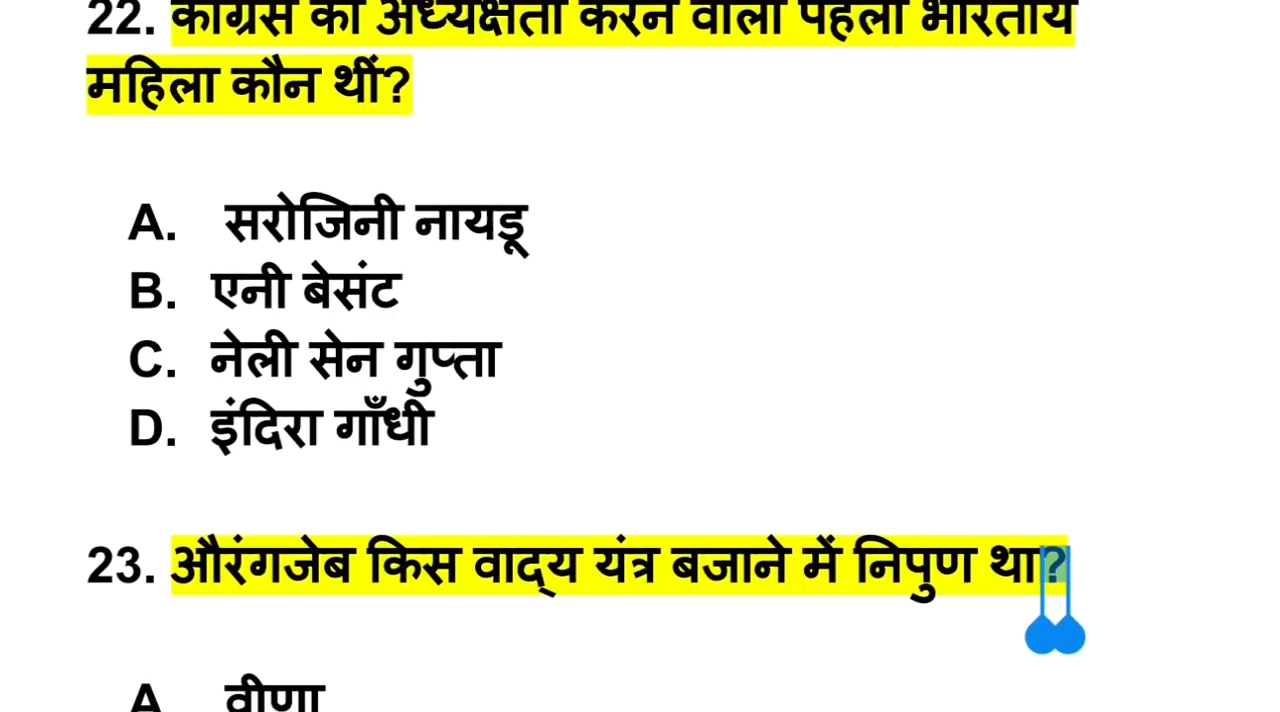 22. कांग्रेस की अध्यक्षता करने वाली पहली भारतीय
महिला कौन थीं?
A. सरोजिनी नायडू
B. एनी बेसंट
C. नेली सेन गुप्ता
D. इंदिरा गाँधी
23. औरंगजेब किस वाद्य यंत्र बजाने में निपुण था?
A वीणा